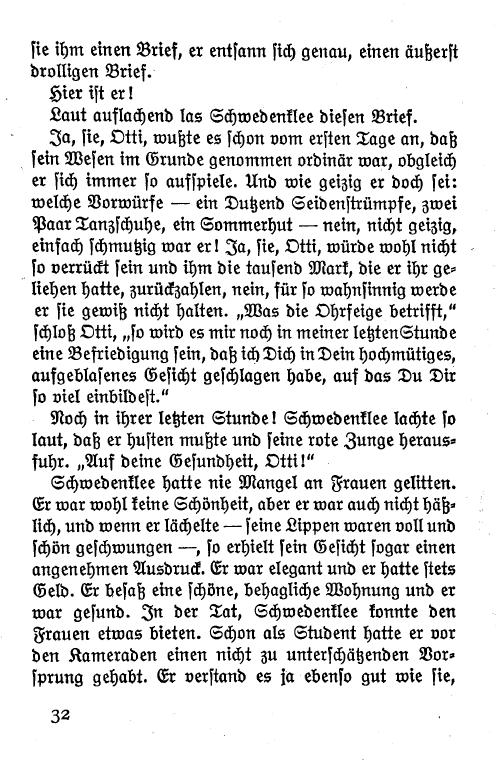 sie ihm einen Brief, er entsann sich genau, einen äußerst
drolligen Brief.
Hier ist er!
Laut auflachend las Schwedenklee diesen Brief.
Ja, sie, Otti, wußte es schon vom ersten Tage an, daß
sein Wesen im Grunde genommen ordinär war, obgleich
er sich immer so aufspiele. Und wie geizig er doch sei:
welche Vorwürfe — ein Dutzend Seidenstrümpfe, zwei
Paar Tanzschuhe, ein Sommerhut — nein, nicht geizig,
einfach schmutzig war er! Ja, sie, Otti, würde wohl nicht
so verrückt sein und ihm die tausend Mark, die er ihr ge-
liehen hatte, zurückzahlen, nein, für so wahnsinnig werde
er sie gewiß nicht halten. „Was die Ohrfeige betrifft,“
schloß Otti, „so wird es mir noch in meiner letzten Stunde
eine Befriedigung sein, daß ich Dich in Dein hochmütiges,
aufgeblasenes Gesicht geschlagen habe, auf das Du Dir
so viel einbildest.“
Noch in ihrer letzten Stunde! Schwedenklee lachte so
laut, daß er husten mußte und seine rote Zunge heraus-
fuhr. „Auf deine Gesundheit, Otti!“
Schwedenklee hatte nie Mangel an Frauen gelitten.
Er war wohl keine Schönheit, aber er war auch nicht häß-
lich, und wenn er lächelte — seine Lippen waren voll und
schön geschwungen —, so erhielt sein Gesicht sogar einen
angenehmen Ausdruck. Er war elegant und er hatte stets
Geld. Er besaß eine schöne, behagliche Wohnung und er
war gesund. In der Tat, Schwedenklee konnte den
Frauen etwas bieten. Schon als Student hatte er vor
den Kameraden einen nicht zu unterschätzenden Vor-
sprung gehabt. Er verstand es ja ebenso gut wie sie,
32